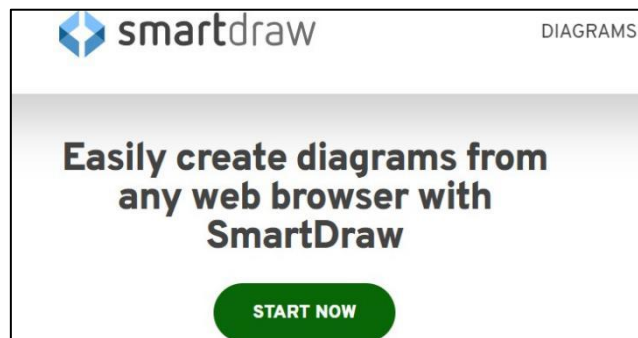 smartdraw
DIAGRAMS
Easily create diagrams from
any web browser with
SmartDraw
START NOW